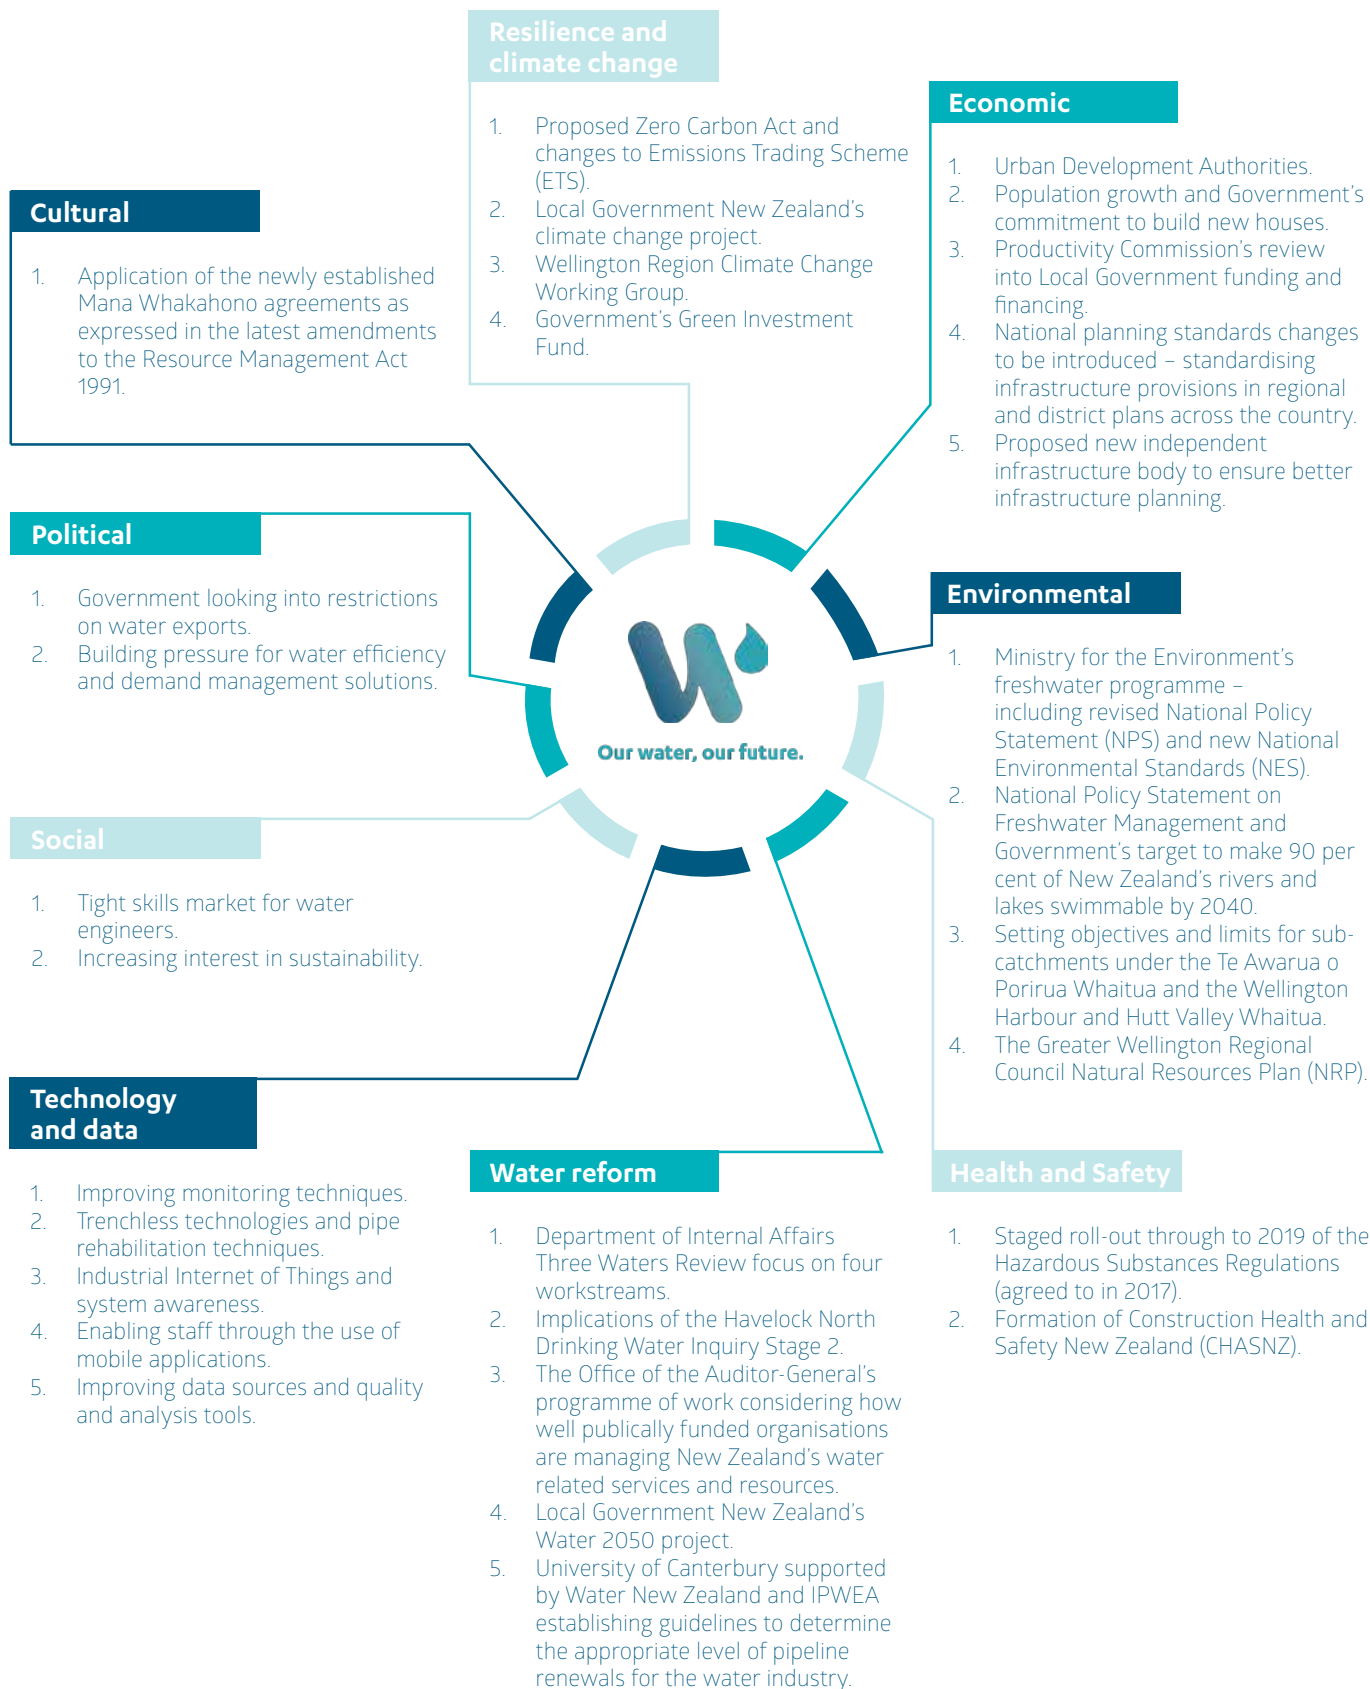 Resilience and
climate change
1. Proposed Zero Carbon Act and
changes to Emissions Trading Scheme
(ETS).
2. Local Government New Zealand's
climate change project.
3. Wellington Region Climate Change
Working Group.
4. Government's Green Investment
Fund.
Economic
1. Urban Development Authorities.
2. Population growth and Government's
commitment to build new houses.
3. Productivity Commission's review
into Local Government funding and
financing.
4. National planning standards changes
to be introduced – standardising
infrastructure provisions in regional
and district plans across the country.
5. Proposed new independent
infrastructure body to ensure better
infrastructure planning.
Cultural
1. Application of the newly established
Mana Whakahono agreements as
expressed in the latest amendments
to the Resource Management Act
1991.
Political
1. Government looking into restrictions
on water exports.
2. Building pressure for water efficiency
and demand management solutions.
Our water, our future.
Environmental
1. Ministry for the Environment's
freshwater programme –
including revised National Policy
Statement (NPS) and new National
Environmental Standards (NES).
2. National Policy Statement on
Freshwater Management and
Government's target to make 90 per
cent of New Zealand's rivers and
lakes swimmable by 2040.
3. Setting objectives and limits for sub-
catchments under the Te Awarua o
Porirua Whaitua and the Wellington
Harbour and Hutt Valley Whaitua.
4. The Greater Wellington Regional
Council Natural Resources Plan (NRP).
Social
1. Tight skills market for water
engineers.
2. Increasing interest in sustainability.
Technology
and data
1. Improving monitoring techniques.
2. Trenchless technologies and pipe
rehabilitation techniques.
3. Industrial Internet of Things and
system awareness.
4. Enabling staff through the use of
mobile applications.
5. Improving data sources and quality
and analysis tools.
Water reform
1. Department of Internal Affairs
Three Waters Review focus on four
workstreams.
2. Implications of the Havelock North
Drinking Water Inquiry Stage 2.
3. The Office of the Auditor-General's
programme of work considering how
well publically funded organisations
are managing New Zealand's water
related services and resources.
4. Local Government New Zealand's
Water 2050 project.
5. University of Canterbury supported
by Water New Zealand and IPWEA
establishing guidelines to determine
the appropriate level of pipeline
renewals for the water industry.
Health and Safety
1. Staged roll-out through to 2019 of the
Hazardous Substances Regulations
(agreed to in 2017).
2. Formation of Construction Health and
Safety New Zealand (CHASNZ).